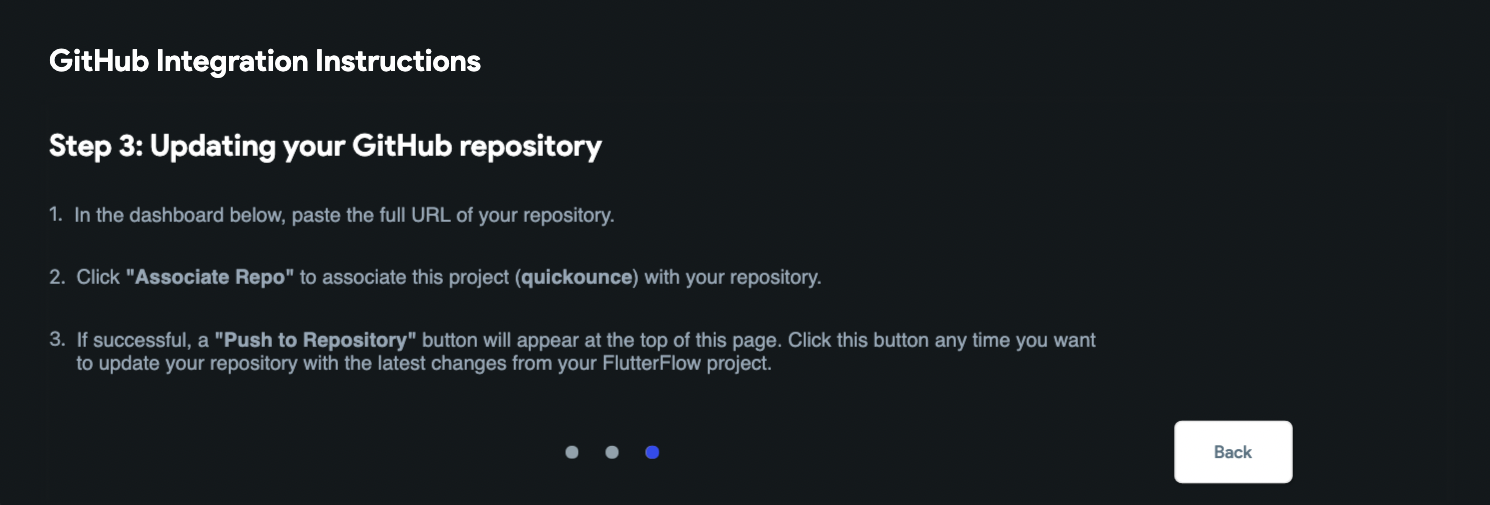 GitHub Integration Instructions
Step 3: Updating your GitHub repository
1. In the dashboard below, paste the full URL of your repository.
2. Click "Associate Repo" to associate this project (quickounce) with your repository.
3. If successful, a "Push to Repository" button will appear at the top of this page. Click this button any time you want
to update your repository with the latest changes from your FlutterFlow project.
Back